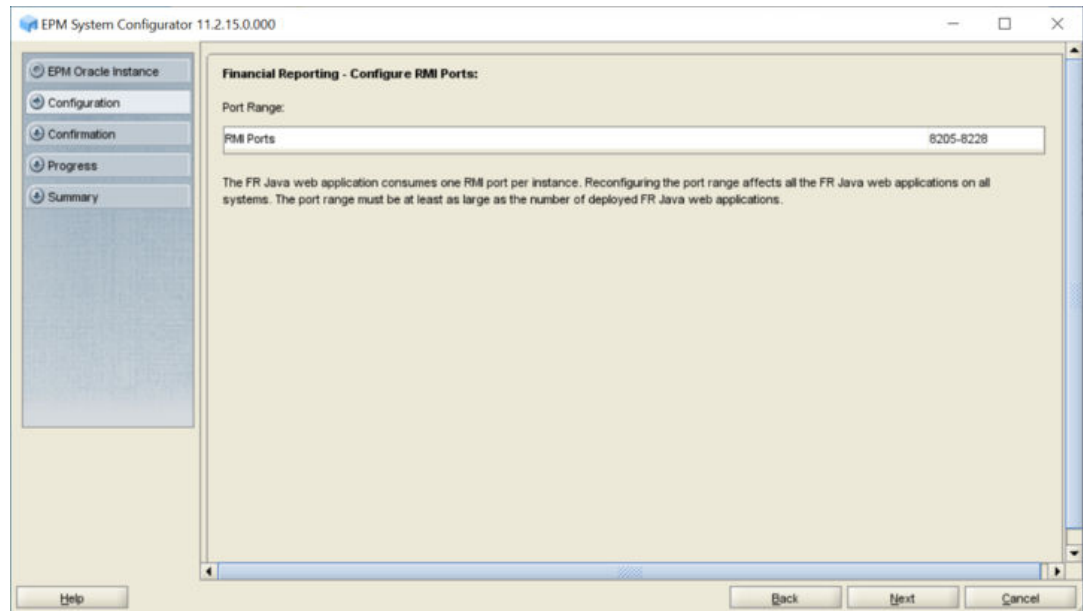 EPM System Configurator 11.2.15.0.000
EPM Oracle Instance
Configuration
Confirmation
Progress
Summary
Financial Reporting - Configure RMI Ports:
Port Range:
RMI Ports 8205-8228
The FR Java web application consumes one RMI port per instance. Reconfiguring the port range affects all the FR Java web applications on all
systems. The port range must be at least as large as the number of deployed FR Java web applications.
Help Back Next Cancel